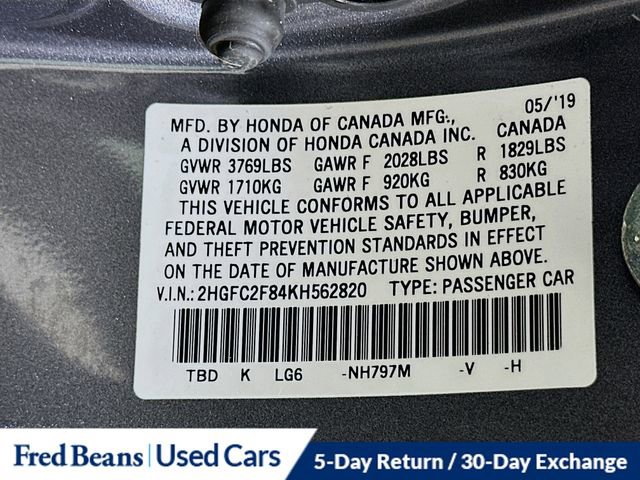 MFD. BY HONDA OF CANADA MFG., 05/'19
A DIVISION OF HONDA CANADA INC. CANADA
GVWR 3769LBS GAWR F 2028LBS R 1829LBS
GVWR 1710KG GAWR F 920KG R 830KG
THIS VEHICLE CONFORMS TO ALL APPLICABLE
FEDERAL MOTOR VEHICLE SAFETY, BUMPER,
AND THEFT PREVENTION STANDARDS IN EFFECT
ON THE DATE OF MANUFACTURE SHOWN ABOVE.
V.I.N.: 2HGFC2F84KH562820 TYPE: PASSENGER CAR
TBD K LG6 -NH797M -V -H
Fred Beans | Used Cars 5-Day Return / 30-Day Exchange